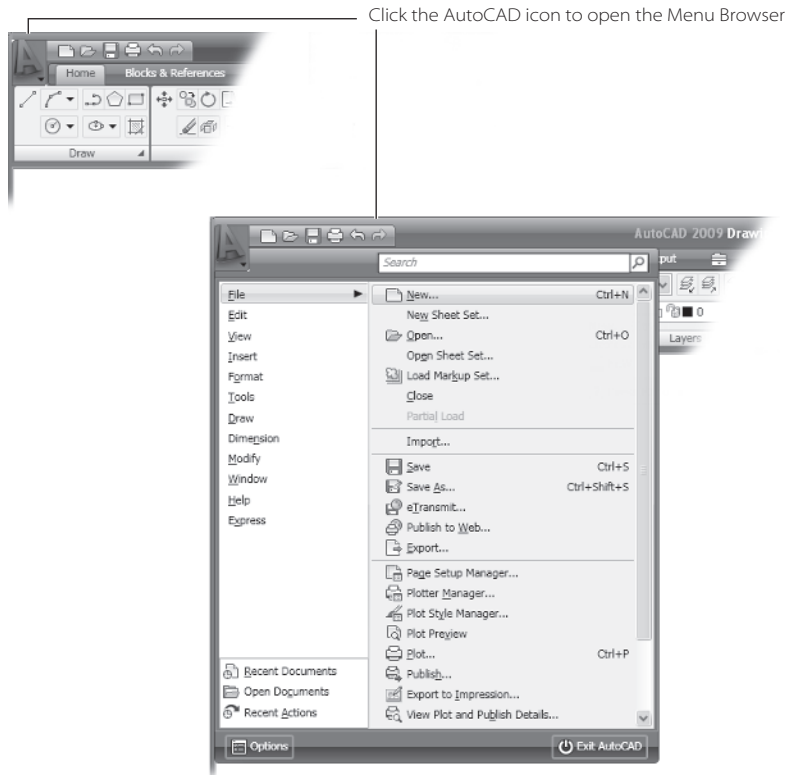 Click the AutoCAD icon to open the Menu Browser
Home Blocks & References
Draw
AutoCAD 2009
Search
File
Edit
View
Insert
Format
Tools
Draw
Dimension
Modify
Window
Help
Express
Recent Documents
Open Documents
Recent Actions
New... Ctrl+N
New Sheet Set...
Open... Ctrl+O
Open Sheet Set...
Load Markup Set...
Close
Partial Load
Import...
Save Ctrl+S
Save As... Ctrl+Shift+S
eTransmit...
Publish to Web...
Export...
Page Setup Manager...
Plotter Manager...
Plot Style Manager...
Plot Preview
Plot... Ctrl+P
Publish...
Export to Impression...
View Plot and Publish Details...
0
Layers
Options
Exit AutoCAD